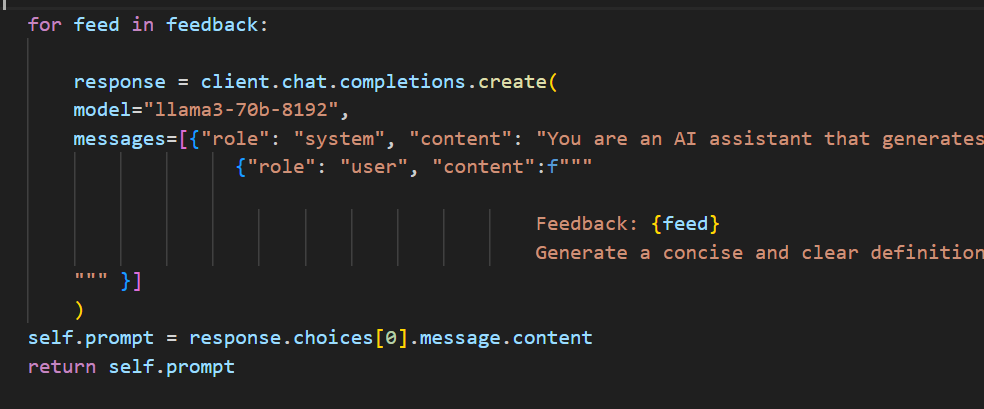 for feed in feedback:
response = client.chat.completions.create(
model="llama3-70b-8192",
messages=[{"role": "system", "content": "You are an AI assistant that generates
{"role": "user", "content":f"""
Feedback: {feed}
Generate a concise and clear definition
""" }]
)
self.prompt = response.choices[0].message.content
return self.prompt